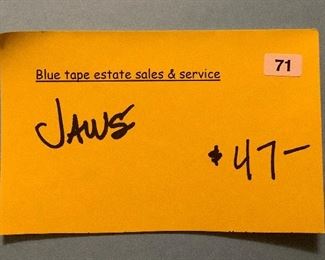 71
Blue tape estate sales & service
JAWS
$47-